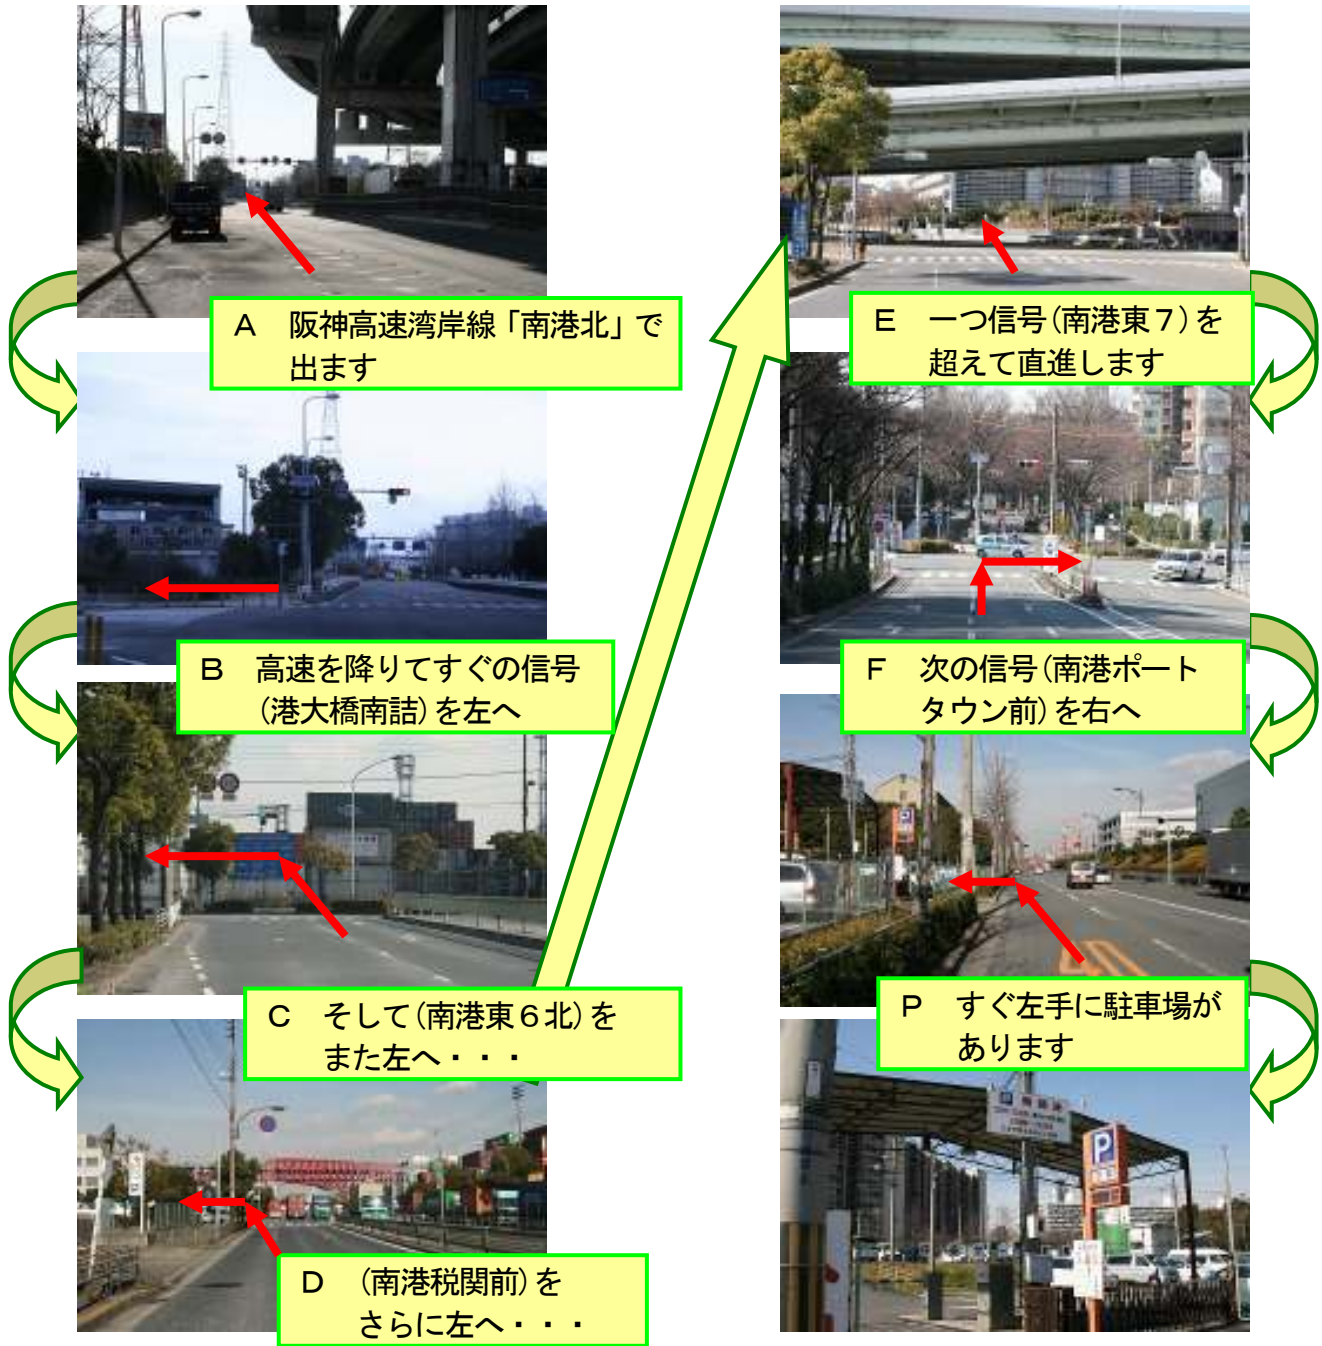 A 阪神高速湾岸線「南港北」で
出ます
B 高速を降りてすぐの信号
(港大橋南詰)を左へ
C そして(南港東6北)を
また左へ・・・
D (南港税関前)を
さらに左へ・・・
E 一つ信号(南港東7)を
超えて直進します
F 次の信号(南港ポート
タウン前)を右へ
P すぐ左手に駐車場が
あります
P
P